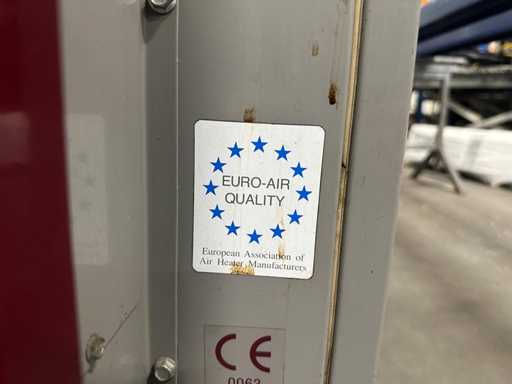 EURO-AIR
QUALITY
European Association of
Air Heater Manufacturers
CE
0063